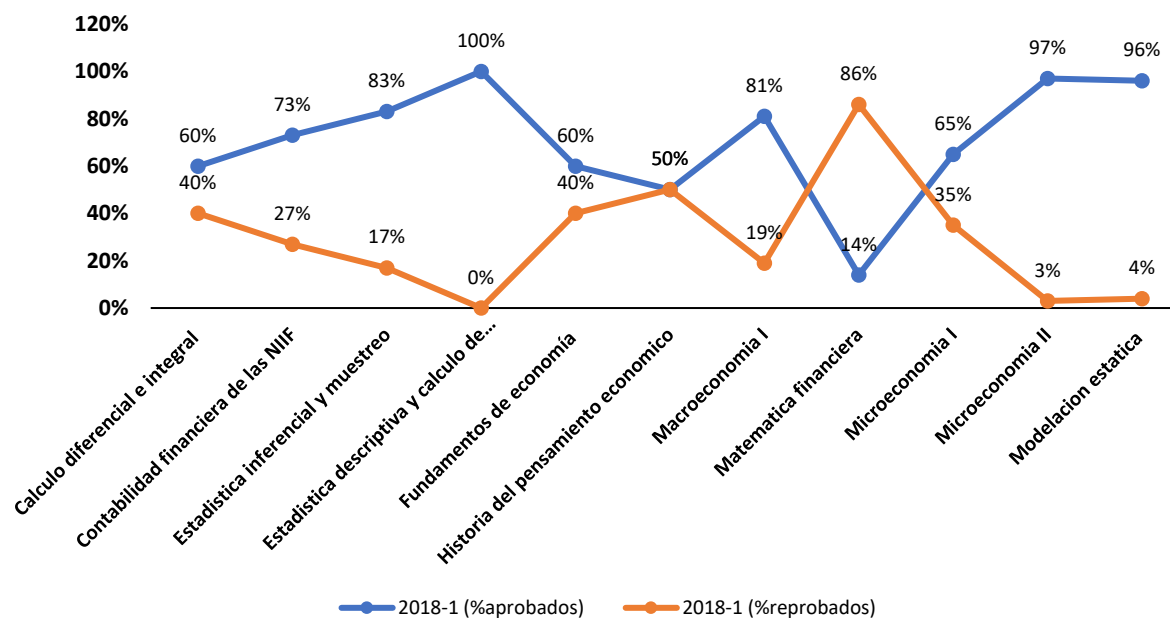 120%
100%
80%
60%
40%
20%
0%
60%
73%
83%
100%
60%
50%
81%
14%
65%
97%
96%
40%
27%
17%
0%
40%
50%
19%
86%
35%
3%
4%
Calculo diferencial e integral
Contabilidad financiera de las NIIF
Estadistica inferencial y muestreo
Estadistica descriptiva y calculo de...
Fundamentos de economía
Historia del pensamiento economico
Macroeconomia I
Matematica financiera
Microeconomia I
Microeconomia II
Modelacion estatica
2018-1 (%aprobados)
2018-1 (%reprobados)